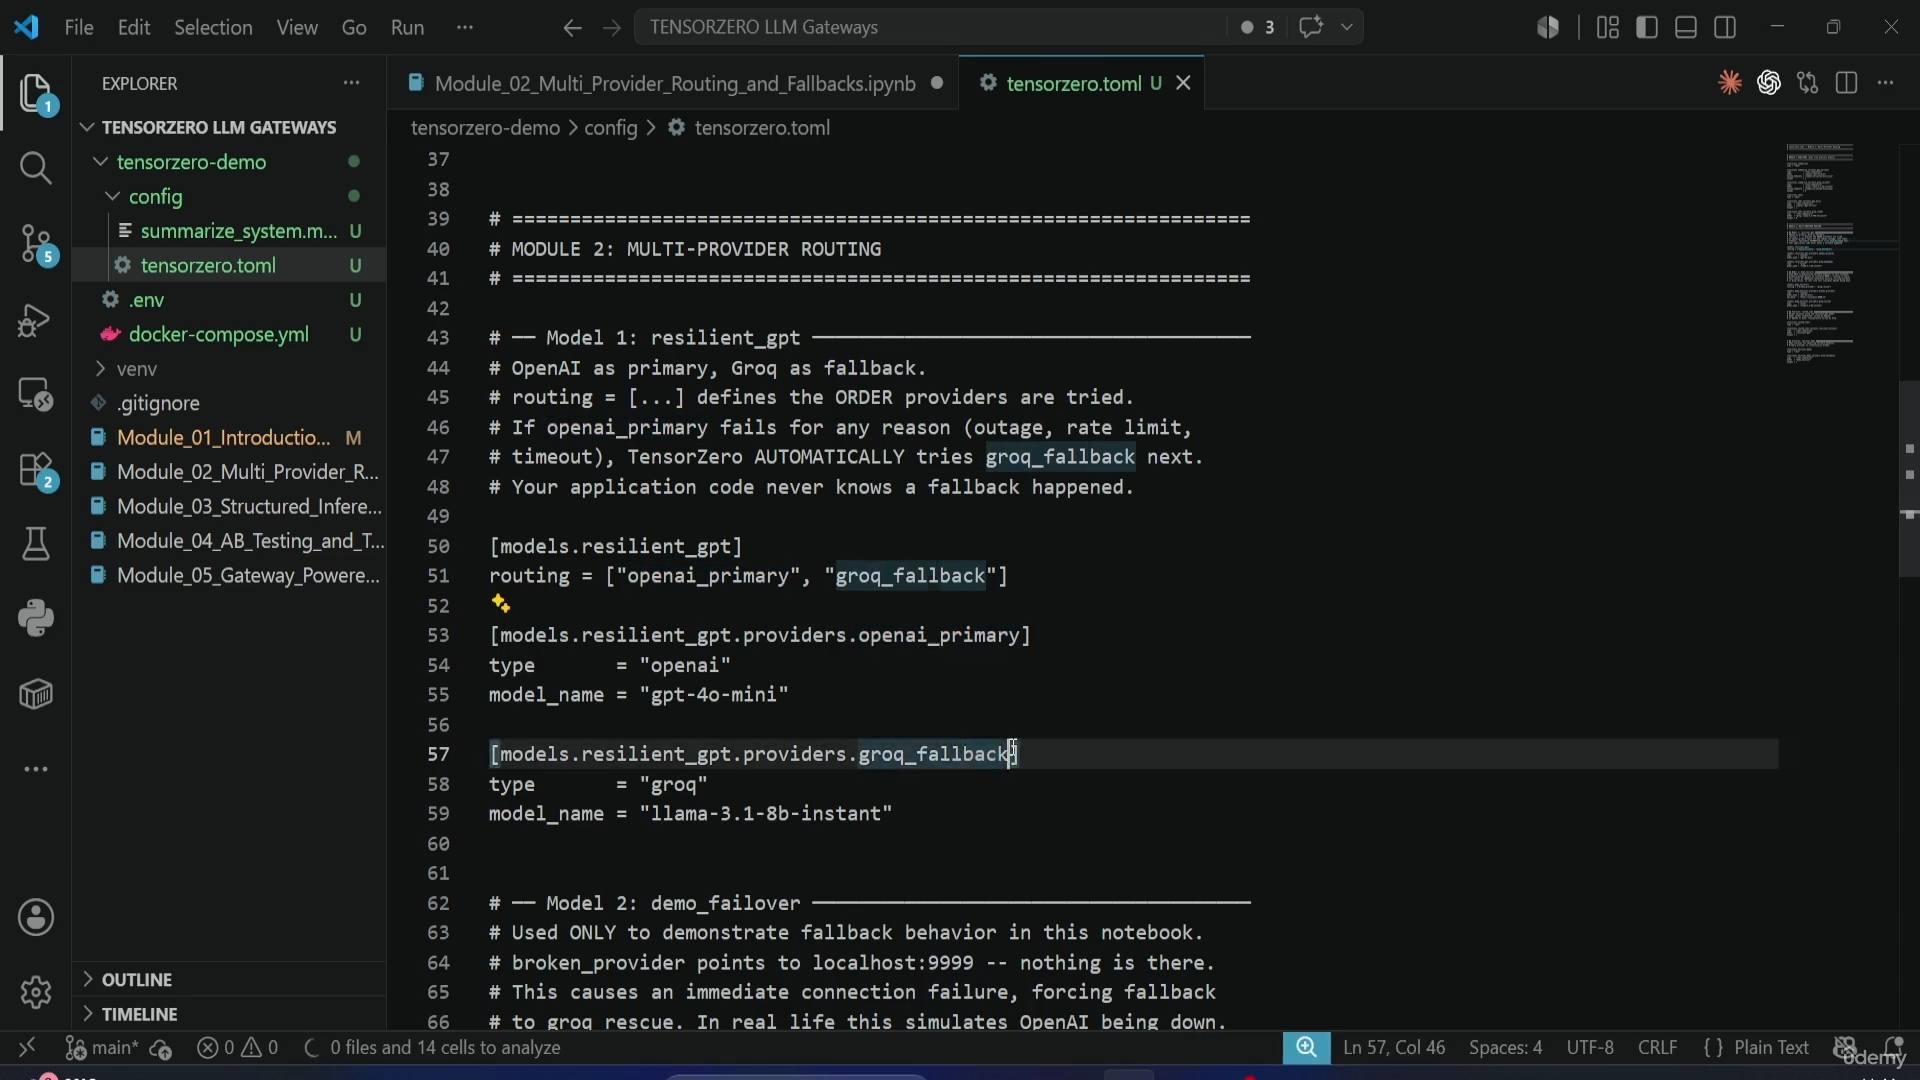 File Edit Selection View Go Run ···
TENSORZERO LLM Gateways
3
EXPLORER
TENSORZERO LLM GATEWAYS
tensorzero-demo
config
summarize_system.m... U
tensorzero.toml U
.env U
docker-compose.yml U
venv
.gitignore
Module_01_Introductio... M
Module_02_Multi_Provider_R...
Module_03_Structured_Infere...
Module_04_AB_Testing_and_T...
Module_05_Gateway_Powere...
OUTLINE
TIMELINE
1
5
2
Module_02_Multi_Provider_Routing_and_Fallbacks.ipynb
tensorzero.toml U
tensorzero-demo > config > tensorzero.toml
37
38
39 # ================================================================
40 # MODULE 2: MULTI-PROVIDER ROUTING
41 # ================================================================
42
43 # —— Model 1: resilient_gpt ——————————————————————————————————————
44 # OpenAI as primary, Groq as fallback.
45 # routing = [...] defines the ORDER providers are tried.
46 # If openai_primary fails for any reason (outage, rate limit,
47 # timeout), TensorZero AUTOMATICALLY tries groq_fallback next.
48 # Your application code never knows a fallback happened.
49
50 [models.resilient_gpt]
51 routing = ["openai_primary", "groq_fallback"]
52
53 [models.resilient_gpt.providers.openai_primary]
54 type       = "openai"
55 model_name = "gpt-4o-mini"
56
57 [models.resilient_gpt.providers.groq_fallback]
58 type       = "groq"
59 model_name = "llama-3.1-8b-instant"
60
61
62 # —— Model 2: demo_failover ——————————————————————————————————————
63 # Used ONLY to demonstrate fallback behavior in this notebook.
64 # broken_provider points to localhost:9999 -- nothing is there.
65 # This causes an immediate connection failure, forcing fallback
66 # to groq_rescue. In real life this simulates OpenAI being down.
main* 0 0 0 files and 14 cells to analyze
Ln 57, Col 46 Spaces: 4 UTF-8 CRLF { } Plain Text
udemy